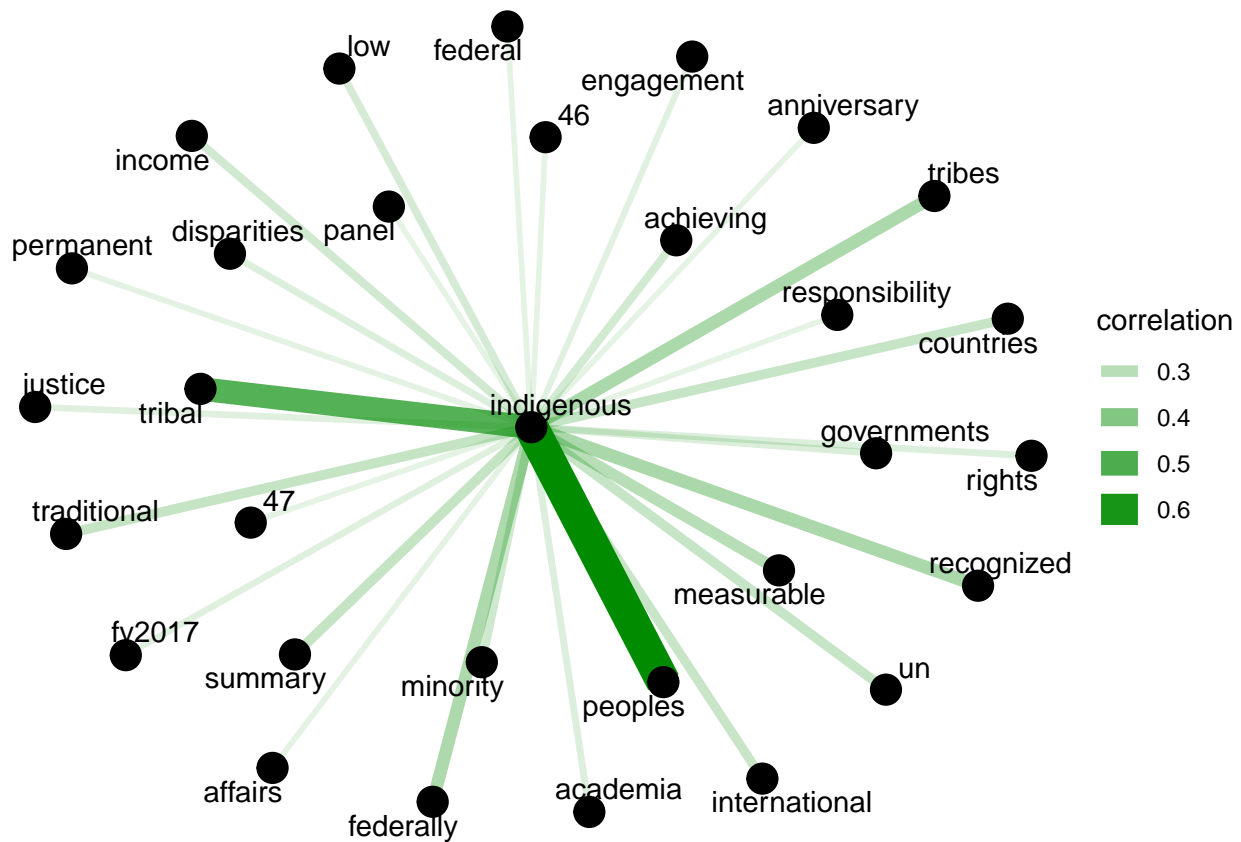 low
federal
engagement
46
anniversary
income
tribes
panel
achieving
disparities
permanent
responsibility
countries
correlation
0.3
0.4
0.5
0.6
justice
tribal
indigenous
governments
rights
traditional
47
recognized
measurable
fy2017
summary
minority
peoples
un
affairs
federally
academia
international